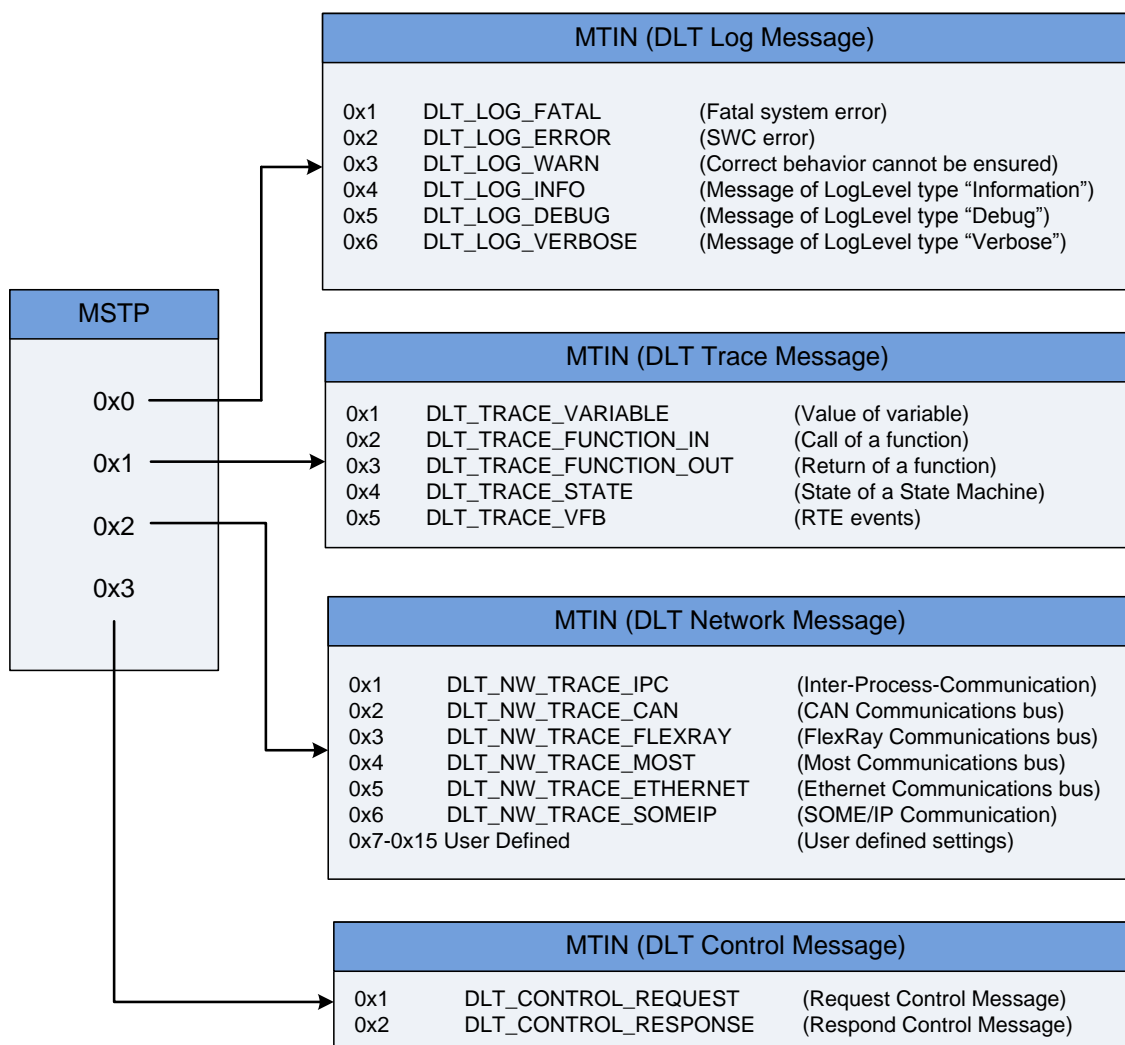 MTIN (DLT Log Message)
0x1 DLT_LOG_FATAL (Fatal system error)
0x2 DLT_LOG_ERROR (SWC error)
0x3 DLT_LOG_WARN (Correct behavior cannot be ensured)
0x4 DLT_LOG_INFO (Message of LogLevel type “Information”)
0x5 DLT_LOG_DEBUG (Message of LogLevel type “Debug”)
0x6 DLT_LOG_VERBOSE (Message of LogLevel type “Verbose”)
MSTP
0x0
0x1
0x2
0x3
MTIN (DLT Trace Message)
0x1 DLT_TRACE_VARIABLE (Value of variable)
0x2 DLT_TRACE_FUNCTION_IN (Call of a function)
0x3 DLT_TRACE_FUNCTION_OUT (Return of a function)
0x4 DLT_TRACE_STATE (State of a State Machine)
0x5 DLT_TRACE_VFB (RTE events)
MTIN (DLT Network Message)
0x1 DLT_NW_TRACE_IPC (Inter-Process-Communication)
0x2 DLT_NW_TRACE_CAN (CAN Communications bus)
0x3 DLT_NW_TRACE_FLEXRAY (FlexRay Communications bus)
0x4 DLT_NW_TRACE_MOST (Most Communications bus)
0x5 DLT_NW_TRACE_ETHERNET (Ethernet Communications bus)
0x6 DLT_NW_TRACE_SOMEIP (SOME/IP Communication)
0x7-0x15 User Defined (User defined settings)
MTIN (DLT Control Message)
0x1 DLT_CONTROL_REQUEST (Request Control Message)
0x2 DLT_CONTROL_RESPONSE (Respond Control Message)